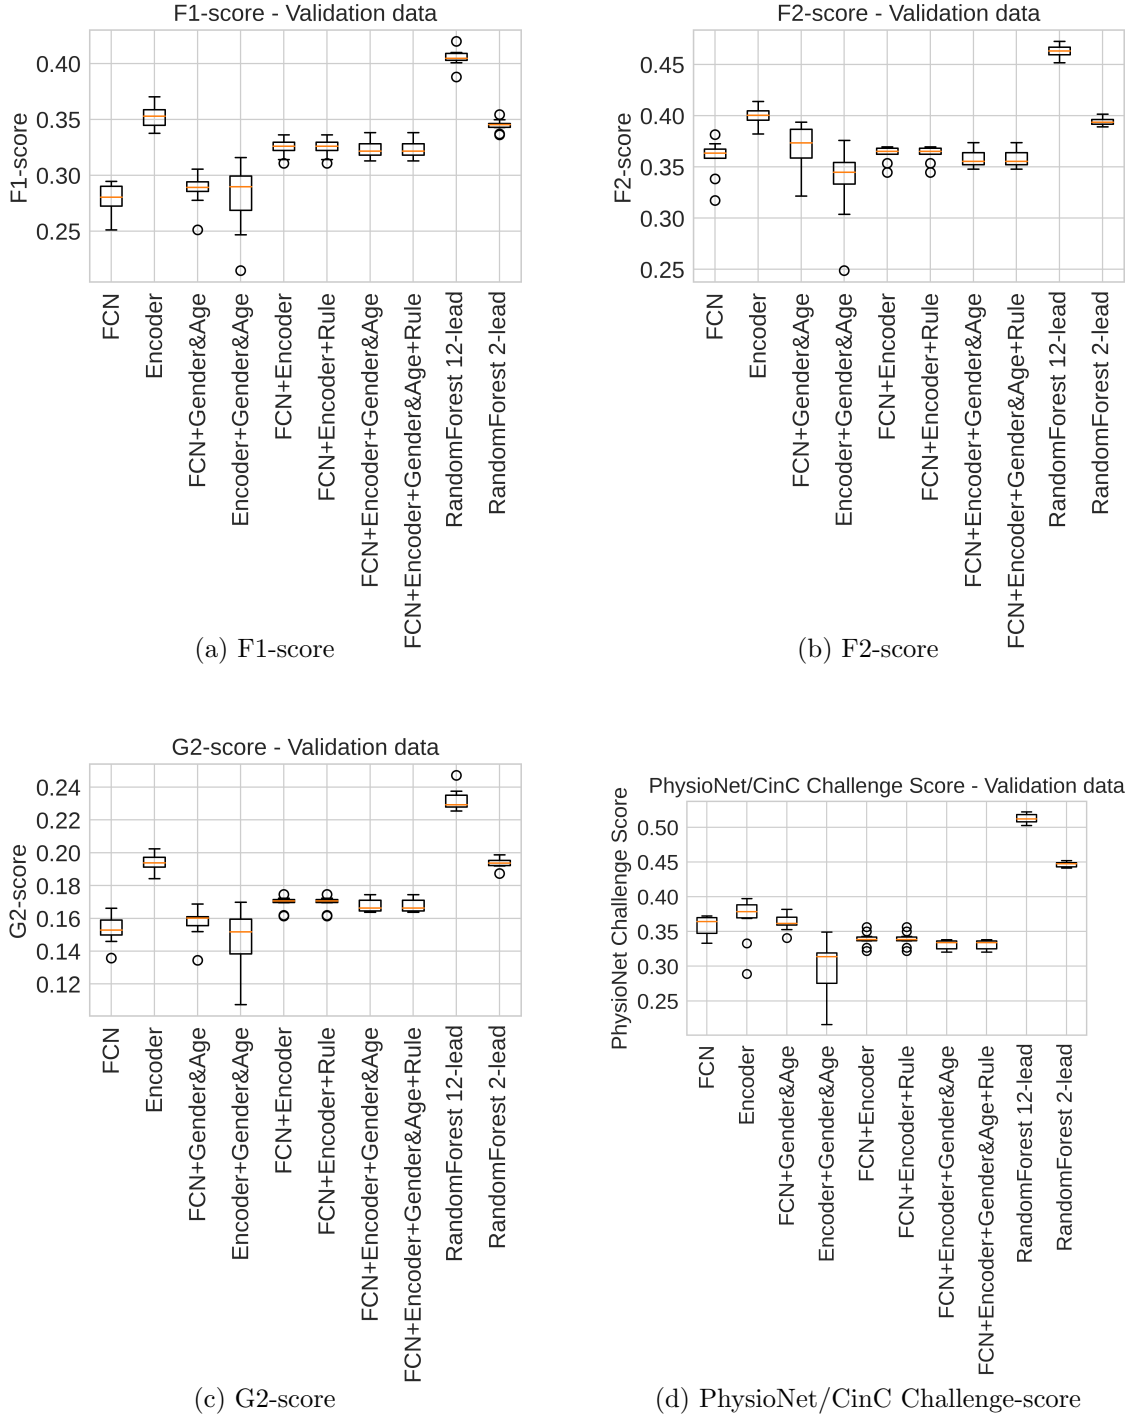 F1-score - Validation data
F1-score
0.40
0.35
0.30
0.25
FCN
Encoder
FCN+Gender&Age
Encoder+Gender&Age
FCN+Encoder
FCN+Encoder+Rule
FCN+Encoder+Gender&Age
FCN+Encoder+Gender&Age+Rule
RandomForest 12-lead
RandomForest 2-lead
(a) F1-score
F2-score - Validation data
F2-score
0.45
0.40
0.35
0.30
0.25
FCN
Encoder
FCN+Gender&Age
Encoder+Gender&Age
FCN+Encoder
FCN+Encoder+Rule
FCN+Encoder+Gender&Age
FCN+Encoder+Gender&Age+Rule
RandomForest 12-lead
RandomForest 2-lead
(b) F2-score
G2-score - Validation data
G2-score
0.24
0.22
0.20
0.18
0.16
0.14
0.12
FCN
Encoder
FCN+Gender&Age
Encoder+Gender&Age
FCN+Encoder
FCN+Encoder+Rule
FCN+Encoder+Gender&Age
FCN+Encoder+Gender&Age+Rule
RandomForest 12-lead
RandomForest 2-lead
(c) G2-score
PhysioNet/CinC Challenge Score - Validation data
PhysioNet Challenge Score
0.50
0.45
0.40
0.35
0.30
0.25
FCN
Encoder
FCN+Gender&Age
Encoder+Gender&Age
FCN+Encoder
FCN+Encoder+Rule
FCN+Encoder+Gender&Age
FCN+Encoder+Gender&Age+Rule
RandomForest 12-lead
RandomForest 2-lead
(d) PhysioNet/CinC Challenge-score